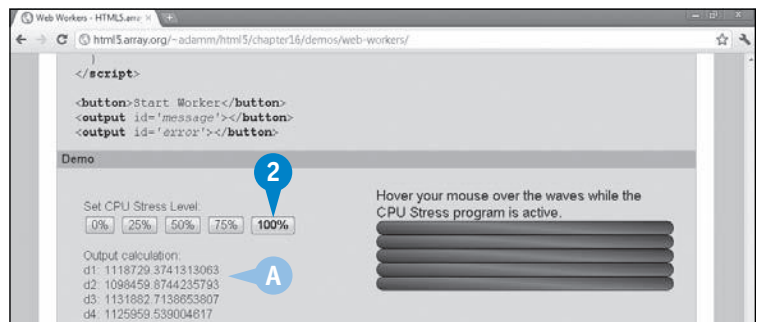 Web Workers - HTML5.array
html5.array.org/~adamm/html5/chapter16/demos/web-workers/
}
</script>
<button>Start Worker</button>
<output id='message'></button>
<output id='error'></button>
Demo
2
Set CPU Stress Level:
0% 25% 50% 75% 100%
Output calculation:
d1: 1118729.3741313063
d2: 1098459.8744235793
d3: 1131882.7138653807
d4: 1125959.539004617
A
Hover your mouse over the waves while the
CPU Stress program is active.